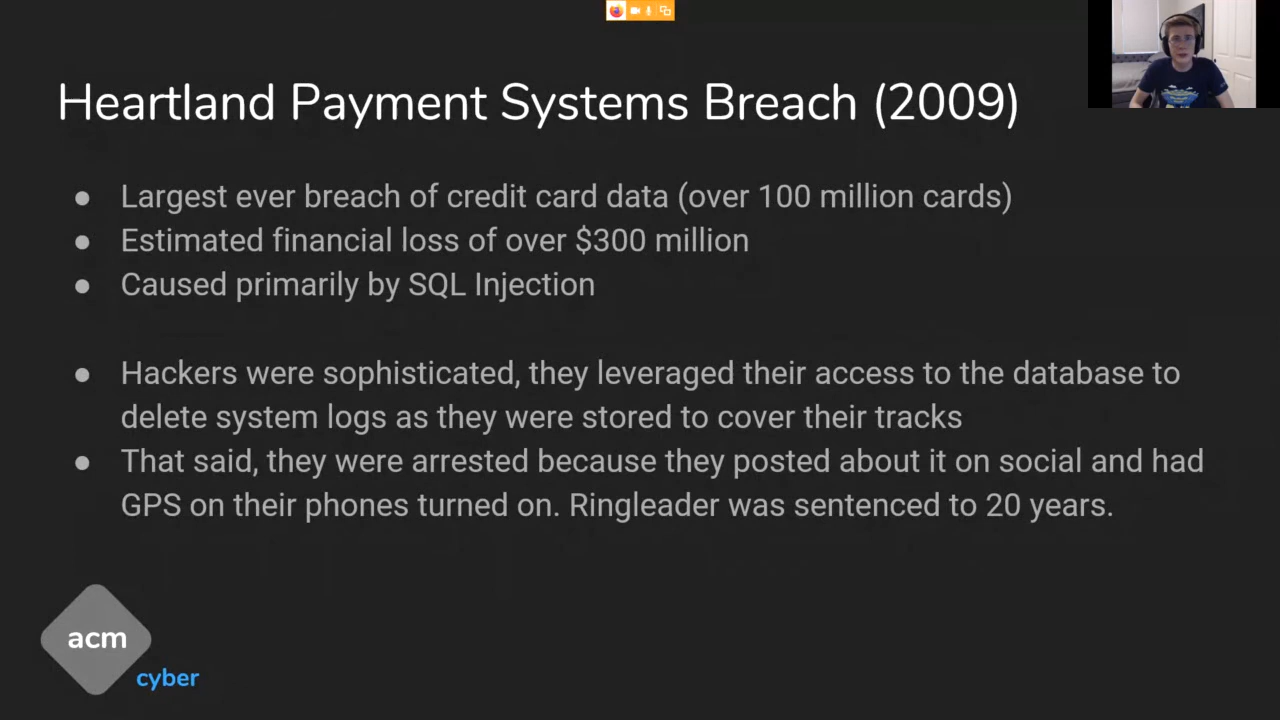 Heartland Payment Systems Breach (2009)
● Largest ever breach of credit card data (over 100 million cards)
● Estimated financial loss of over $300 million
● Caused primarily by SQL Injection
● Hackers were sophisticated, they leveraged their access to the database to
delete system logs as they were stored to cover their tracks
● That said, they were arrested because they posted about it on social and had
GPS on their phones turned on. Ringleader was sentenced to 20 years.
acm
cyber